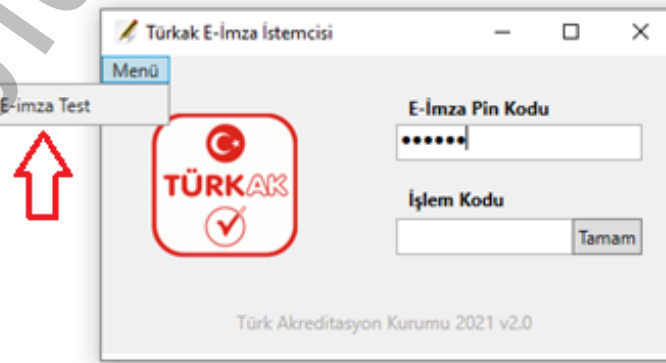 Türkak E-İmza İstemcisi
Menü
E-imza Test
E-İmza Pin Kodu
••••••
TÜRKAK
İşlem Kodu
Tamam
Türk Akreditasyon Kurumu 2021 v2.0